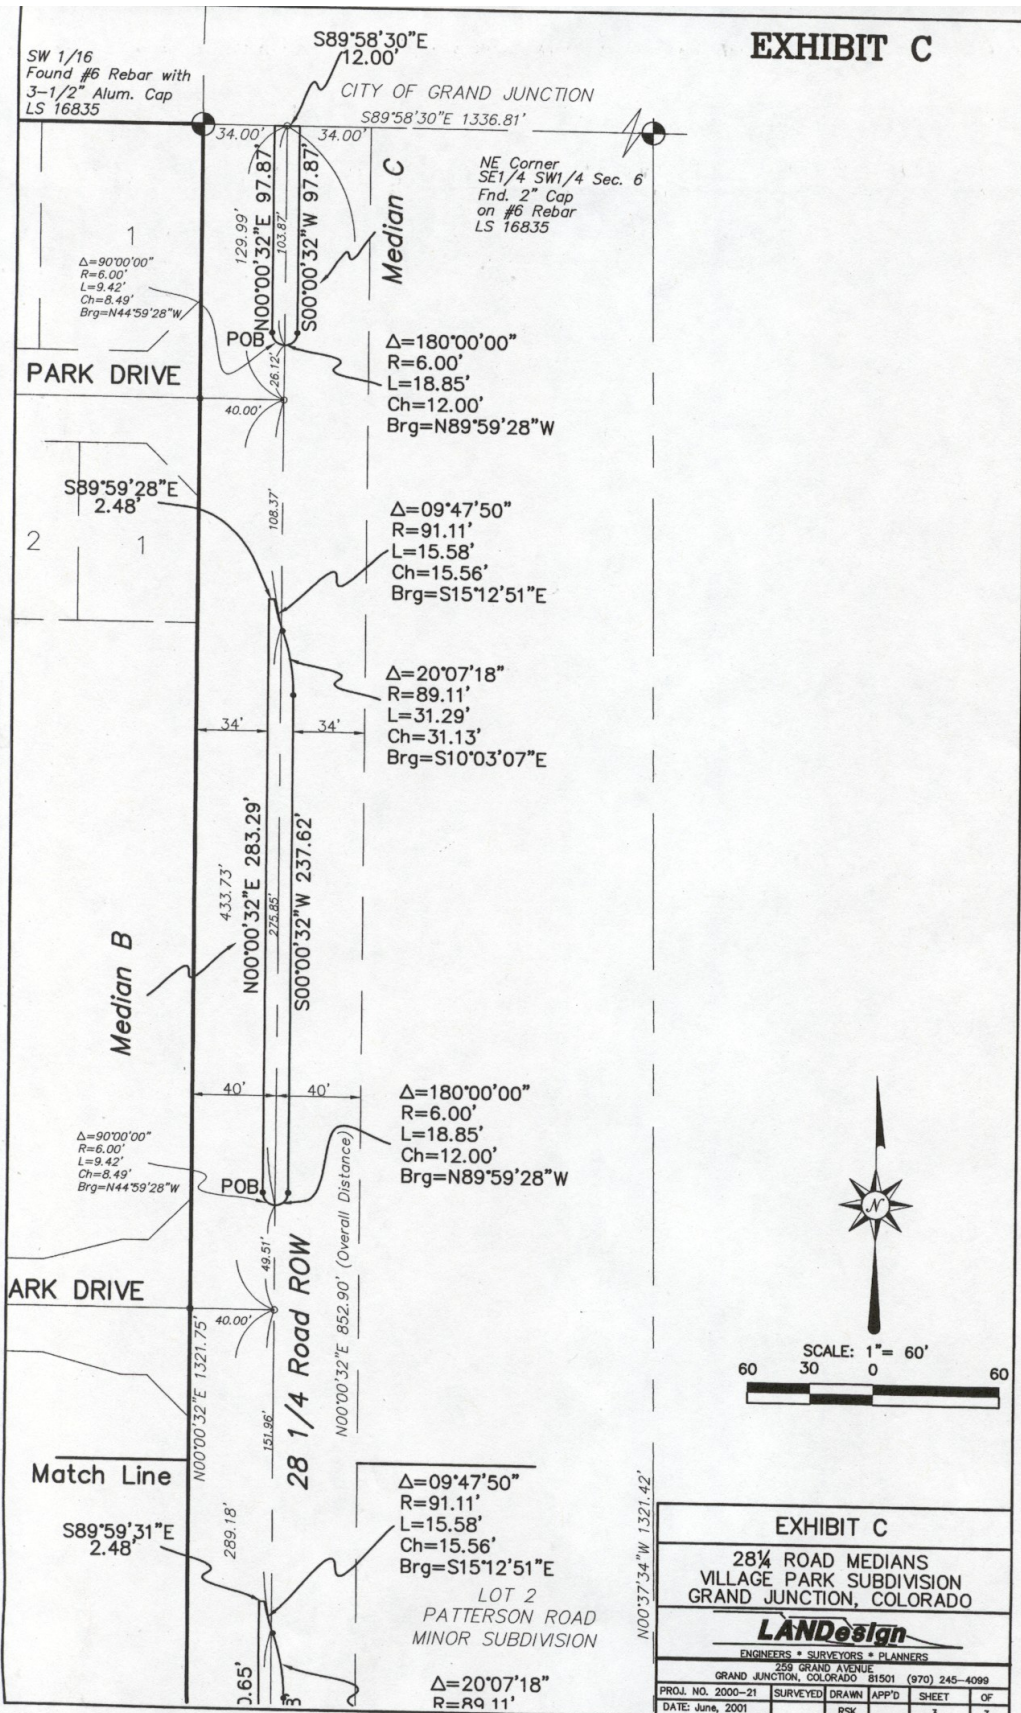 EXHIBIT C
SW 1/16
Found #6 Rebar with
3-1/2" Alum. Cap
LS 16835
S89°58'30"E
12.00'
CITY OF GRAND JUNCTION
S89°58'30"E 1336.81'
34.00'
34.00'
NE Corner
SE1/4 SW1/4 Sec. 6
Fnd. 2" Cap
on #6 Rebar
LS 16835
129.99'
N00°00'32"E 97.87'
103.87'
S00°00'32"W 97.87'
Median C
1
Δ=90°00'00"
R=6.00'
L=9.42'
Ch=8.49'
Brg=N44°59'28"W
POB
26.12'
Δ=180°00'00"
R=6.00'
L=18.85'
Ch=12.00'
Brg=N89°59'28"W
PARK DRIVE
40.00'
S89°59'28"E
2.48'
108.37'
2
1
Δ=09°47'50"
R=91.11'
L=15.58'
Ch=15.56'
Brg=S15°12'51"E
Δ=20°07'18"
R=89.11'
L=31.29'
Ch=31.13'
Brg=S10°03'07"E
34'
34'
433.73'
N00°00'32"E 283.29'
275.85'
S00°00'32"W 237.62'
Median B
40'
40'
Δ=180°00'00"
R=6.00'
L=18.85'
Ch=12.00'
Brg=N89°59'28"W
Δ=90°00'00"
R=6.00'
L=9.42'
Ch=8.49'
Brg=N44°59'28"W
POB
49.51'
28 1/4 Road ROW
N00°00'32"E 852.90' (Overall Distance)
ARK DRIVE
40.00'
N00°00'32"E 1321.75'
151.96'
SCALE: 1"= 60'
60 30 0 60
N
Match Line
S89°59'31"E
2.48'
289.18'
Δ=09°47'50"
R=91.11'
L=15.58'
Ch=15.56'
Brg=S15°12'51"E
LOT 2
PATTERSON ROAD
MINOR SUBDIVISION
N00°37'34"W 1321.42'
Δ=20°07'18"
R=89.11'
0.65'
EXHIBIT C
28¼ ROAD MEDIANS
VILLAGE PARK SUBDIVISION
GRAND JUNCTION, COLORADO
LANDesign
ENGINEERS * SURVEYORS * PLANNERS
259 GRAND AVENUE
GRAND JUNCTION, COLORADO 81501 (970) 245-4099
PROJ. NO. 2000-21 SURVEYED DRAWN APP'D SHEET OF
DATE: June, 2001 RSK 3 3